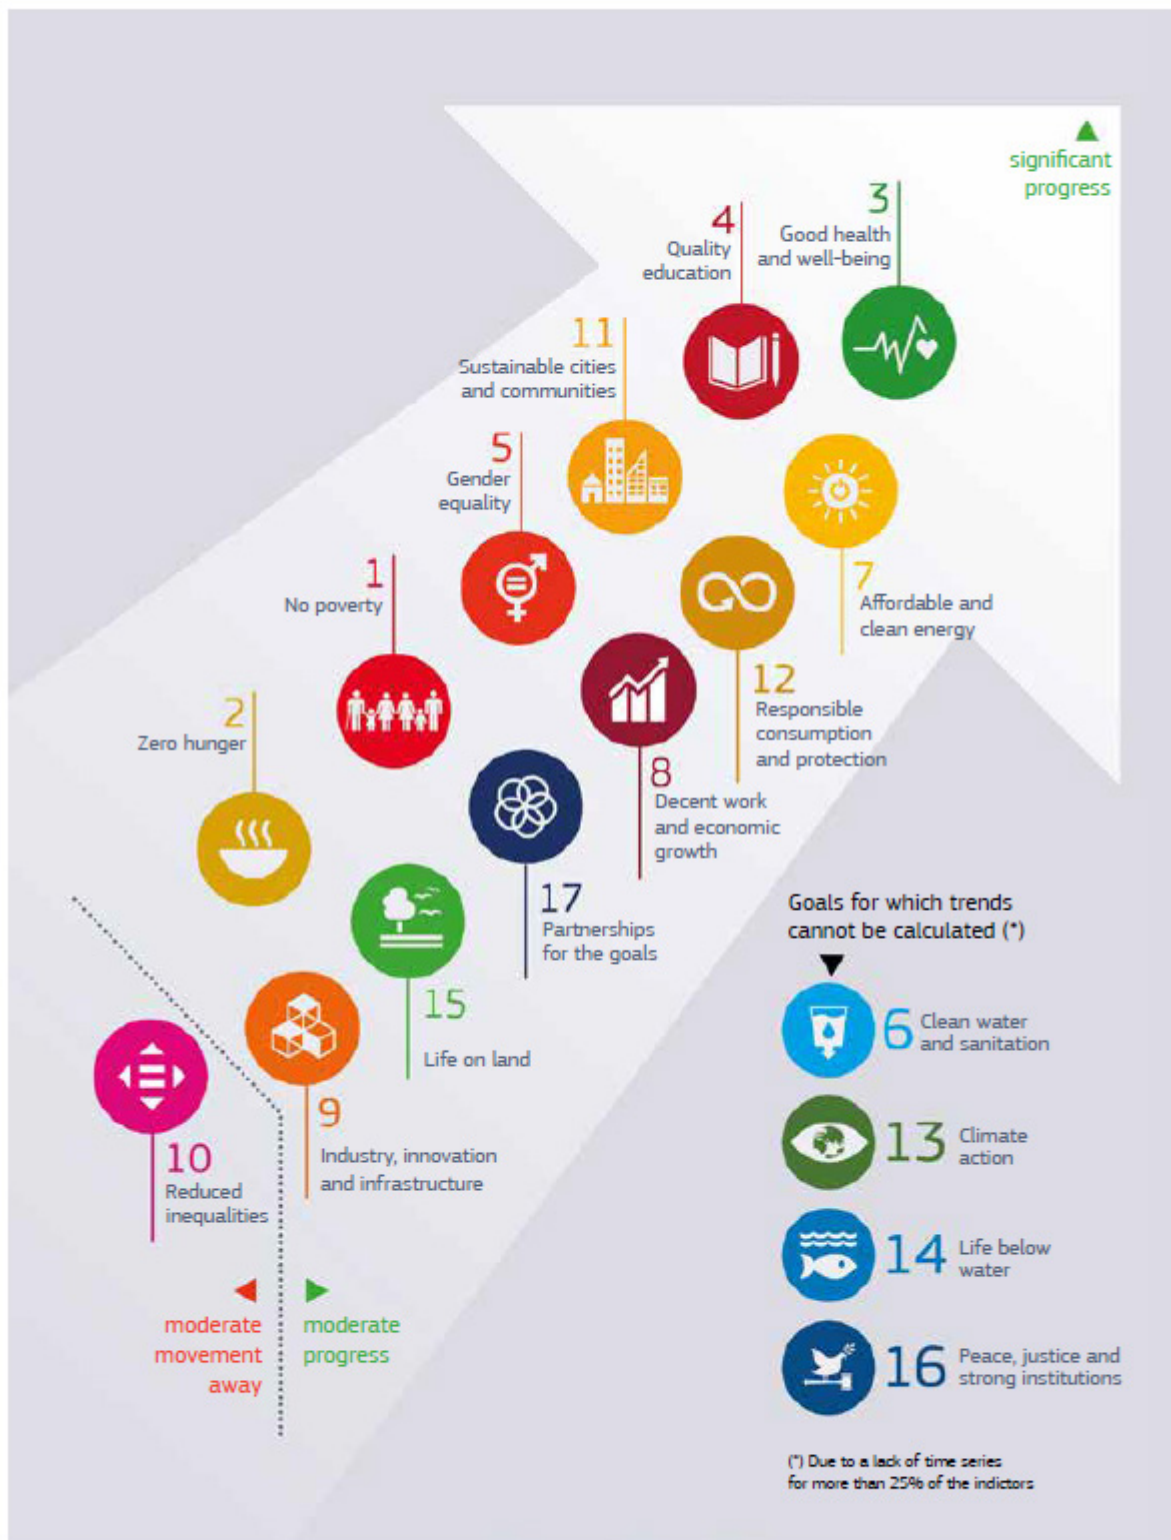 significant
progress
3
Good health
and well-being
4
Quality
education
11
Sustainable cities
and communities
5
Gender
equality
7
Affordable and
clean energy
1
No poverty
12
Responsible
consumption
and protection
2
Zero hunger
8
Decent work
and economic
growth
17
Partnerships
for the goals
15
Life on land
9
Industry, innovation
and infrastructure
10
Reduced
inequalities
moderate
movement
away
moderate
progress
Goals for which trends
cannot be calculated (*)
6 Clean water
and sanitation
13 Climate
action
14 Life below
water
16 Peace, justice and
strong institutions
(*) Due to a lack of time series
for more than 25% of the indictors